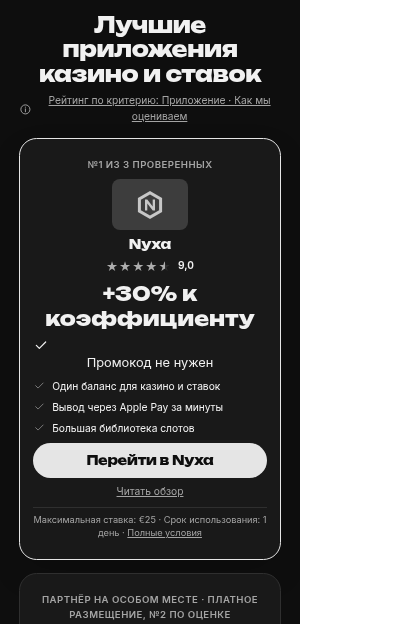 Лучшие
приложения
казино и ставок
Рейтинг по критерию: Приложение · Как мы
оцениваем
№1 ИЗ 3 ПРОВЕРЕННЫХ
Nyxa
9,0
+30% к
коэффициенту
Промокод не нужен
Один баланс для казино и ставок
Вывод через Apple Pay за минуты
Большая библиотека слотов
Перейти в Nyxa
Читать обзор
Максимальная ставка: €25 · Срок использования: 1
день · Полные условия
ПАРТНЁР НА ОСОБОМ МЕСТЕ · ПЛАТНОЕ
РАЗМЕЩЕНИЕ, №2 ПО ОЦЕНКЕ